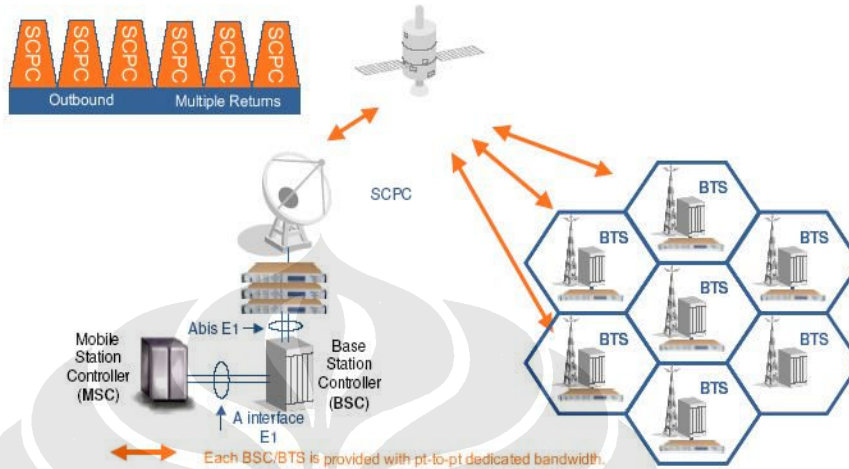 SCPC SCPC SCPC SCPC SCPC SCPC
Outbound Multiple Returns
SCPC
BTS
BTS
BTS
BTS
BTS
BTS
BTS
Abis E1
Mobile
Station
Controller
(MSC)
Base
Station
Controller
(BSC)
A interface
E1
Each BSC/BTS is provided with pt-to-pt dedicated bandwidth.